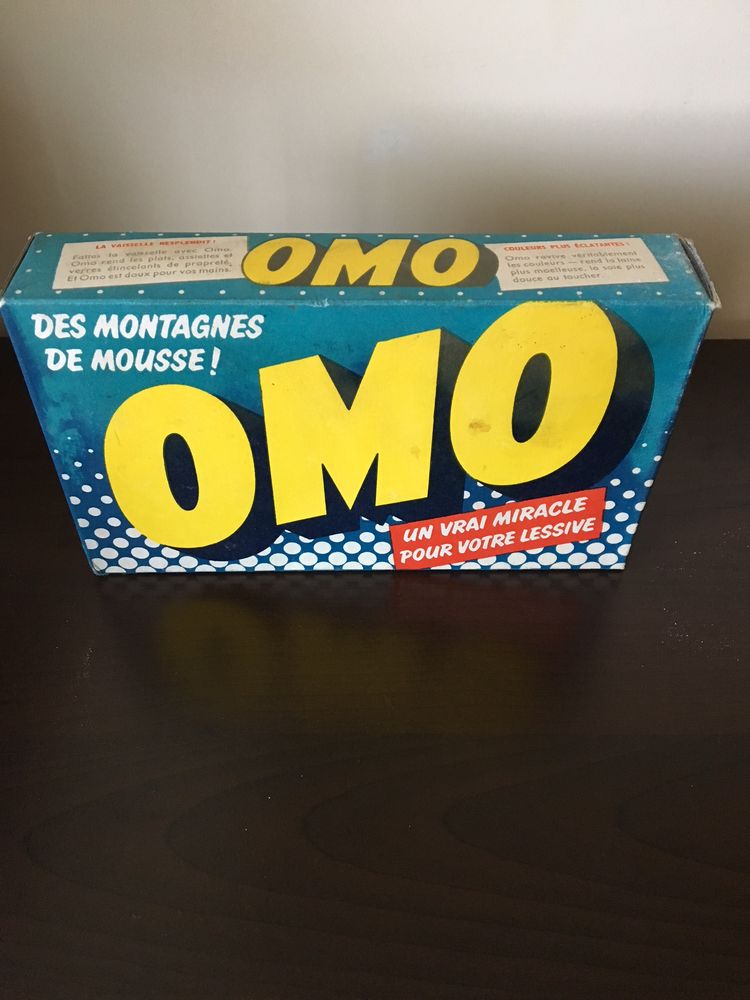 LA VAISSELLE RESPLENDIT !
Faites la vaisselle avec Omo.
Omo rend les plats, assiettes et
verres étincelants de propreté.
Et Omo est doux pour vos mains.
OMO
COULEURS PLUS ÉCLATANTES !
Omo ravive véritablement
les couleurs – rend la laine
plus moelleuse, la soie plus
douce au toucher.
DES MONTAGNES
DE MOUSSE !
OMO
UN VRAI MIRACLE
POUR VOTRE LESSIVE